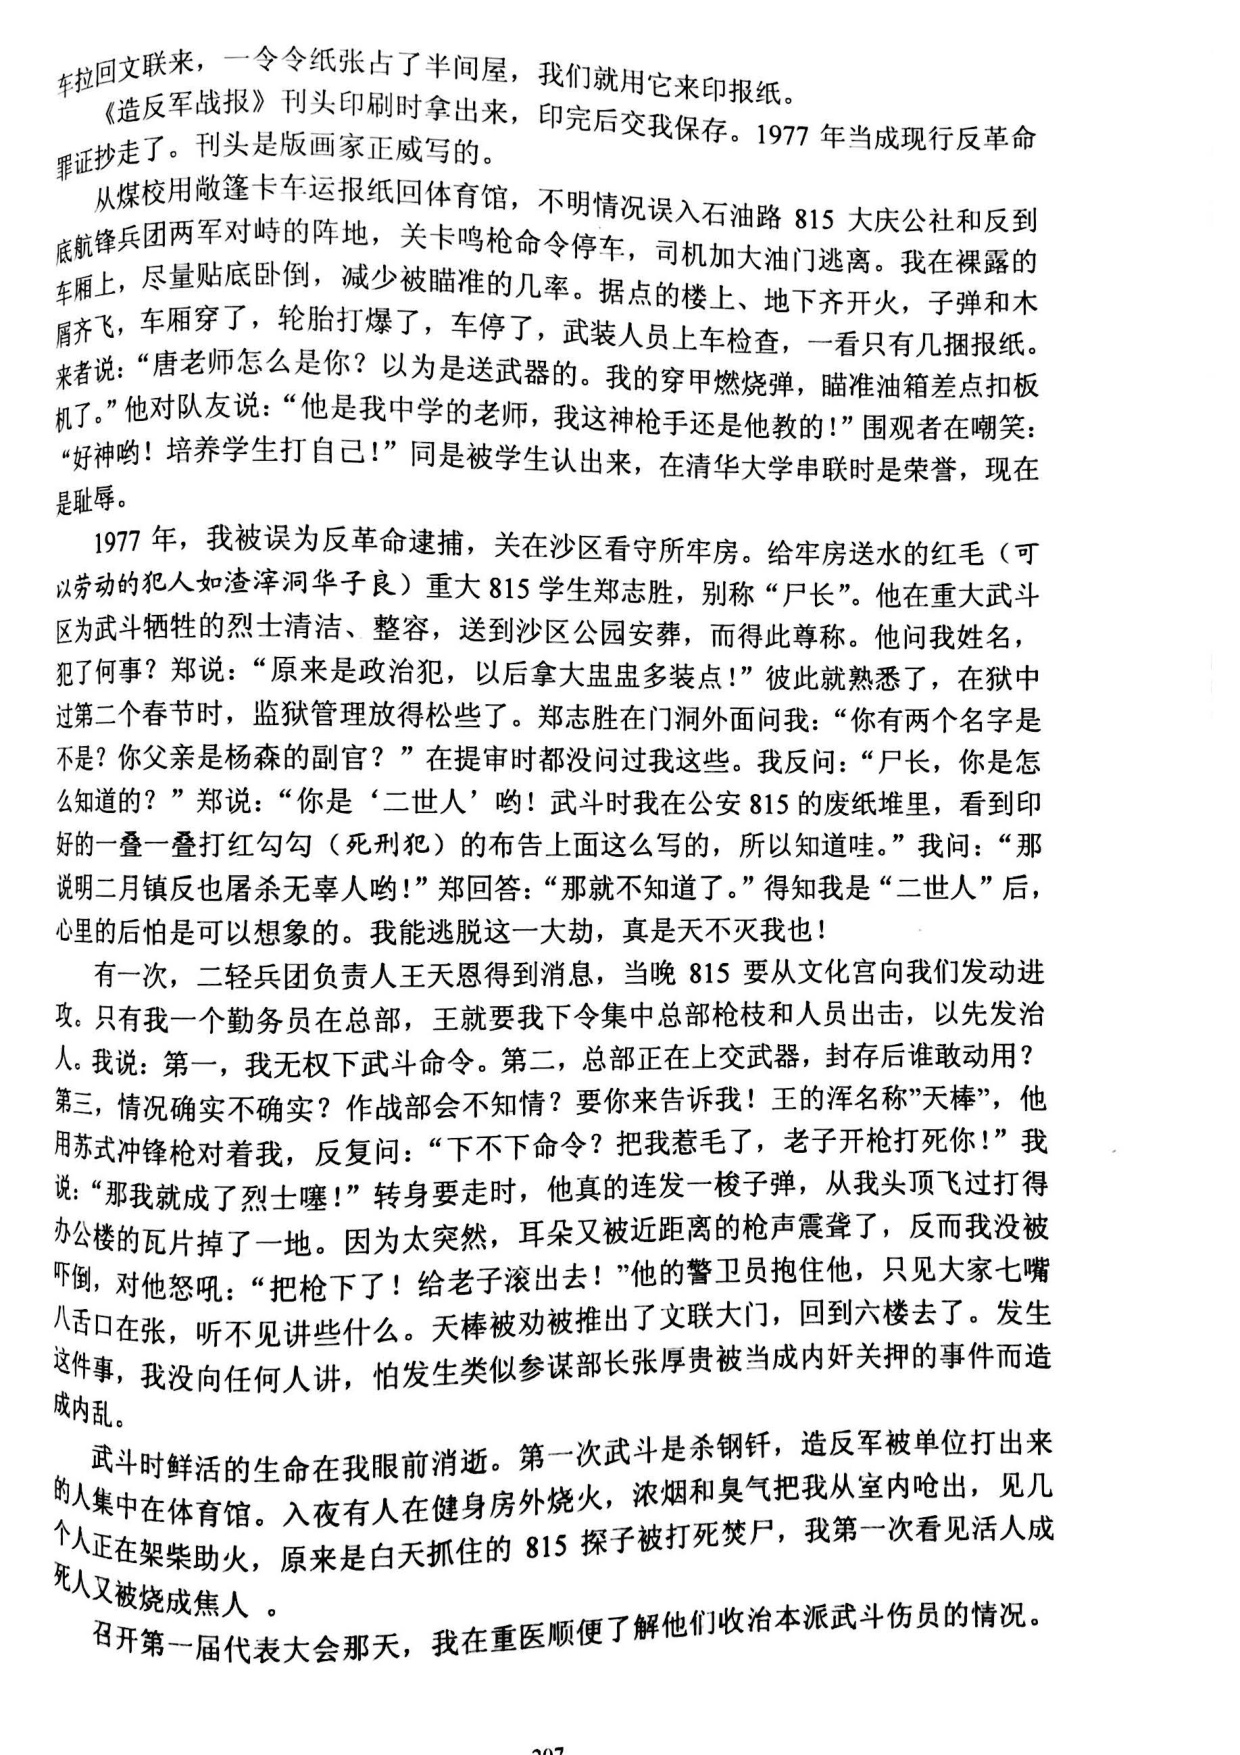 车拉回文联来，一令令纸张占了半间屋，我们就用它来印报纸。
《造反军战报》刊头印刷时拿出来，印完后交我保存。1977 年当成现行反革命
罪证抄走了。刊头是版画家正威写的。
从煤校用敞篷卡车运报纸回体育馆，不明情况误入石油路 815 大庆公社和反到
底航锋兵团两军对峙的阵地，关卡鸣枪命令停车，司机加大油门逃离。我在裸露的
车厢上，尽量贴底卧倒，减少被瞄准的几率。据点的楼上、地下齐开火，子弹和木
屑齐飞，车厢穿了，轮胎打爆了，车停了，武装人员上车检查，一看只有几捆报纸。
来者说：“唐老师怎么是你？以为是送武器的。我的穿甲燃烧弹，瞄准油箱差点扣板
机了。”他对队友说：“他是我中学的老师，我这神枪手还是他教的！”围观者在嘲笑：
“好神哟！培养学生打自己！”同是被学生认出来，在清华大学串联时是荣誉，现在
是耻辱。
1977 年，我被误为反革命逮捕，关在沙区看守所牢房。给牢房送水的红毛（可
以劳动的犯人如渣滓洞华子良）重大 815 学生郑志胜，别称“尸长”。他在重大武斗
区为武斗牺牲的烈士清洁、整容，送到沙区公园安葬，而得此尊称。他问我姓名，
犯了何事？郑说：“原来是政治犯，以后拿大盅盅多装点！”彼此就熟悉了，在狱中
过第二个春节时，监狱管理放得松些了。郑志胜在门洞外面问我：“你有两个名字是
不是？你父亲是杨森的副官？”在提审时都没问过我这些。我反问：“尸长，你是怎
么知道的？”郑说：“你是‘二世人’哟！武斗时我在公安 815 的废纸堆里，看到印
好的一叠一叠打红勾勾（死刑犯）的布告上面这么写的，所以知道哇。”我问：“那
说明二月镇反也屠杀无辜人哟！”郑回答：“那就不知道了。”得知我是“二世人”后，
心里的后怕是可以想象的。我能逃脱这一大劫，真是天不灭我也！
有一次，二轻兵团负责人王天恩得到消息，当晚 815 要从文化宫向我们发动进
攻。只有我一个勤务员在总部，王就要我下令集中总部枪枝和人员出击，以先发治
人。我说：第一，我无权下武斗命令。第二，总部正在上交武器，封存后谁敢动用？
第三，情况确实不确实？作战部会不知情？要你来告诉我！王的浑名称”天棒”，他
用苏式冲锋枪对着我，反复问：“下不下命令？把我惹毛了，老子开枪打死你！”我
说：“那我就成了烈士噻！”转身要走时，他真的连发一梭子弹，从我头顶飞过打得
办公楼的瓦片掉了一地。因为太突然，耳朵又被近距离的枪声震聋了，反而我没被
吓倒，对他怒吼：“把枪下了！给老子滚出去！”他的警卫员抱住他，只见大家七嘴
八舌口在张，听不见讲些什么。天棒被劝被推出了文联大门，回到六楼去了。发生
这件事，我没向任何人讲，怕发生类似参谋部长张厚贵被当成内奸关押的事件而造
成内乱。
武斗时鲜活的生命在我眼前消逝。第一次武斗是杀钢钎，造反军被单位打出来
的人集中在体育馆。入夜有人在健身房外烧火，浓烟和臭气把我从室内呛出，见几
个人正在架柴助火，原来是白天抓住的 815 探子被打死焚尸，我第一次看见活人成
死人又被烧成焦人 。
召开第一届代表大会那天，我在重医顺便了解他们收治本派武斗伤员的情况。
207